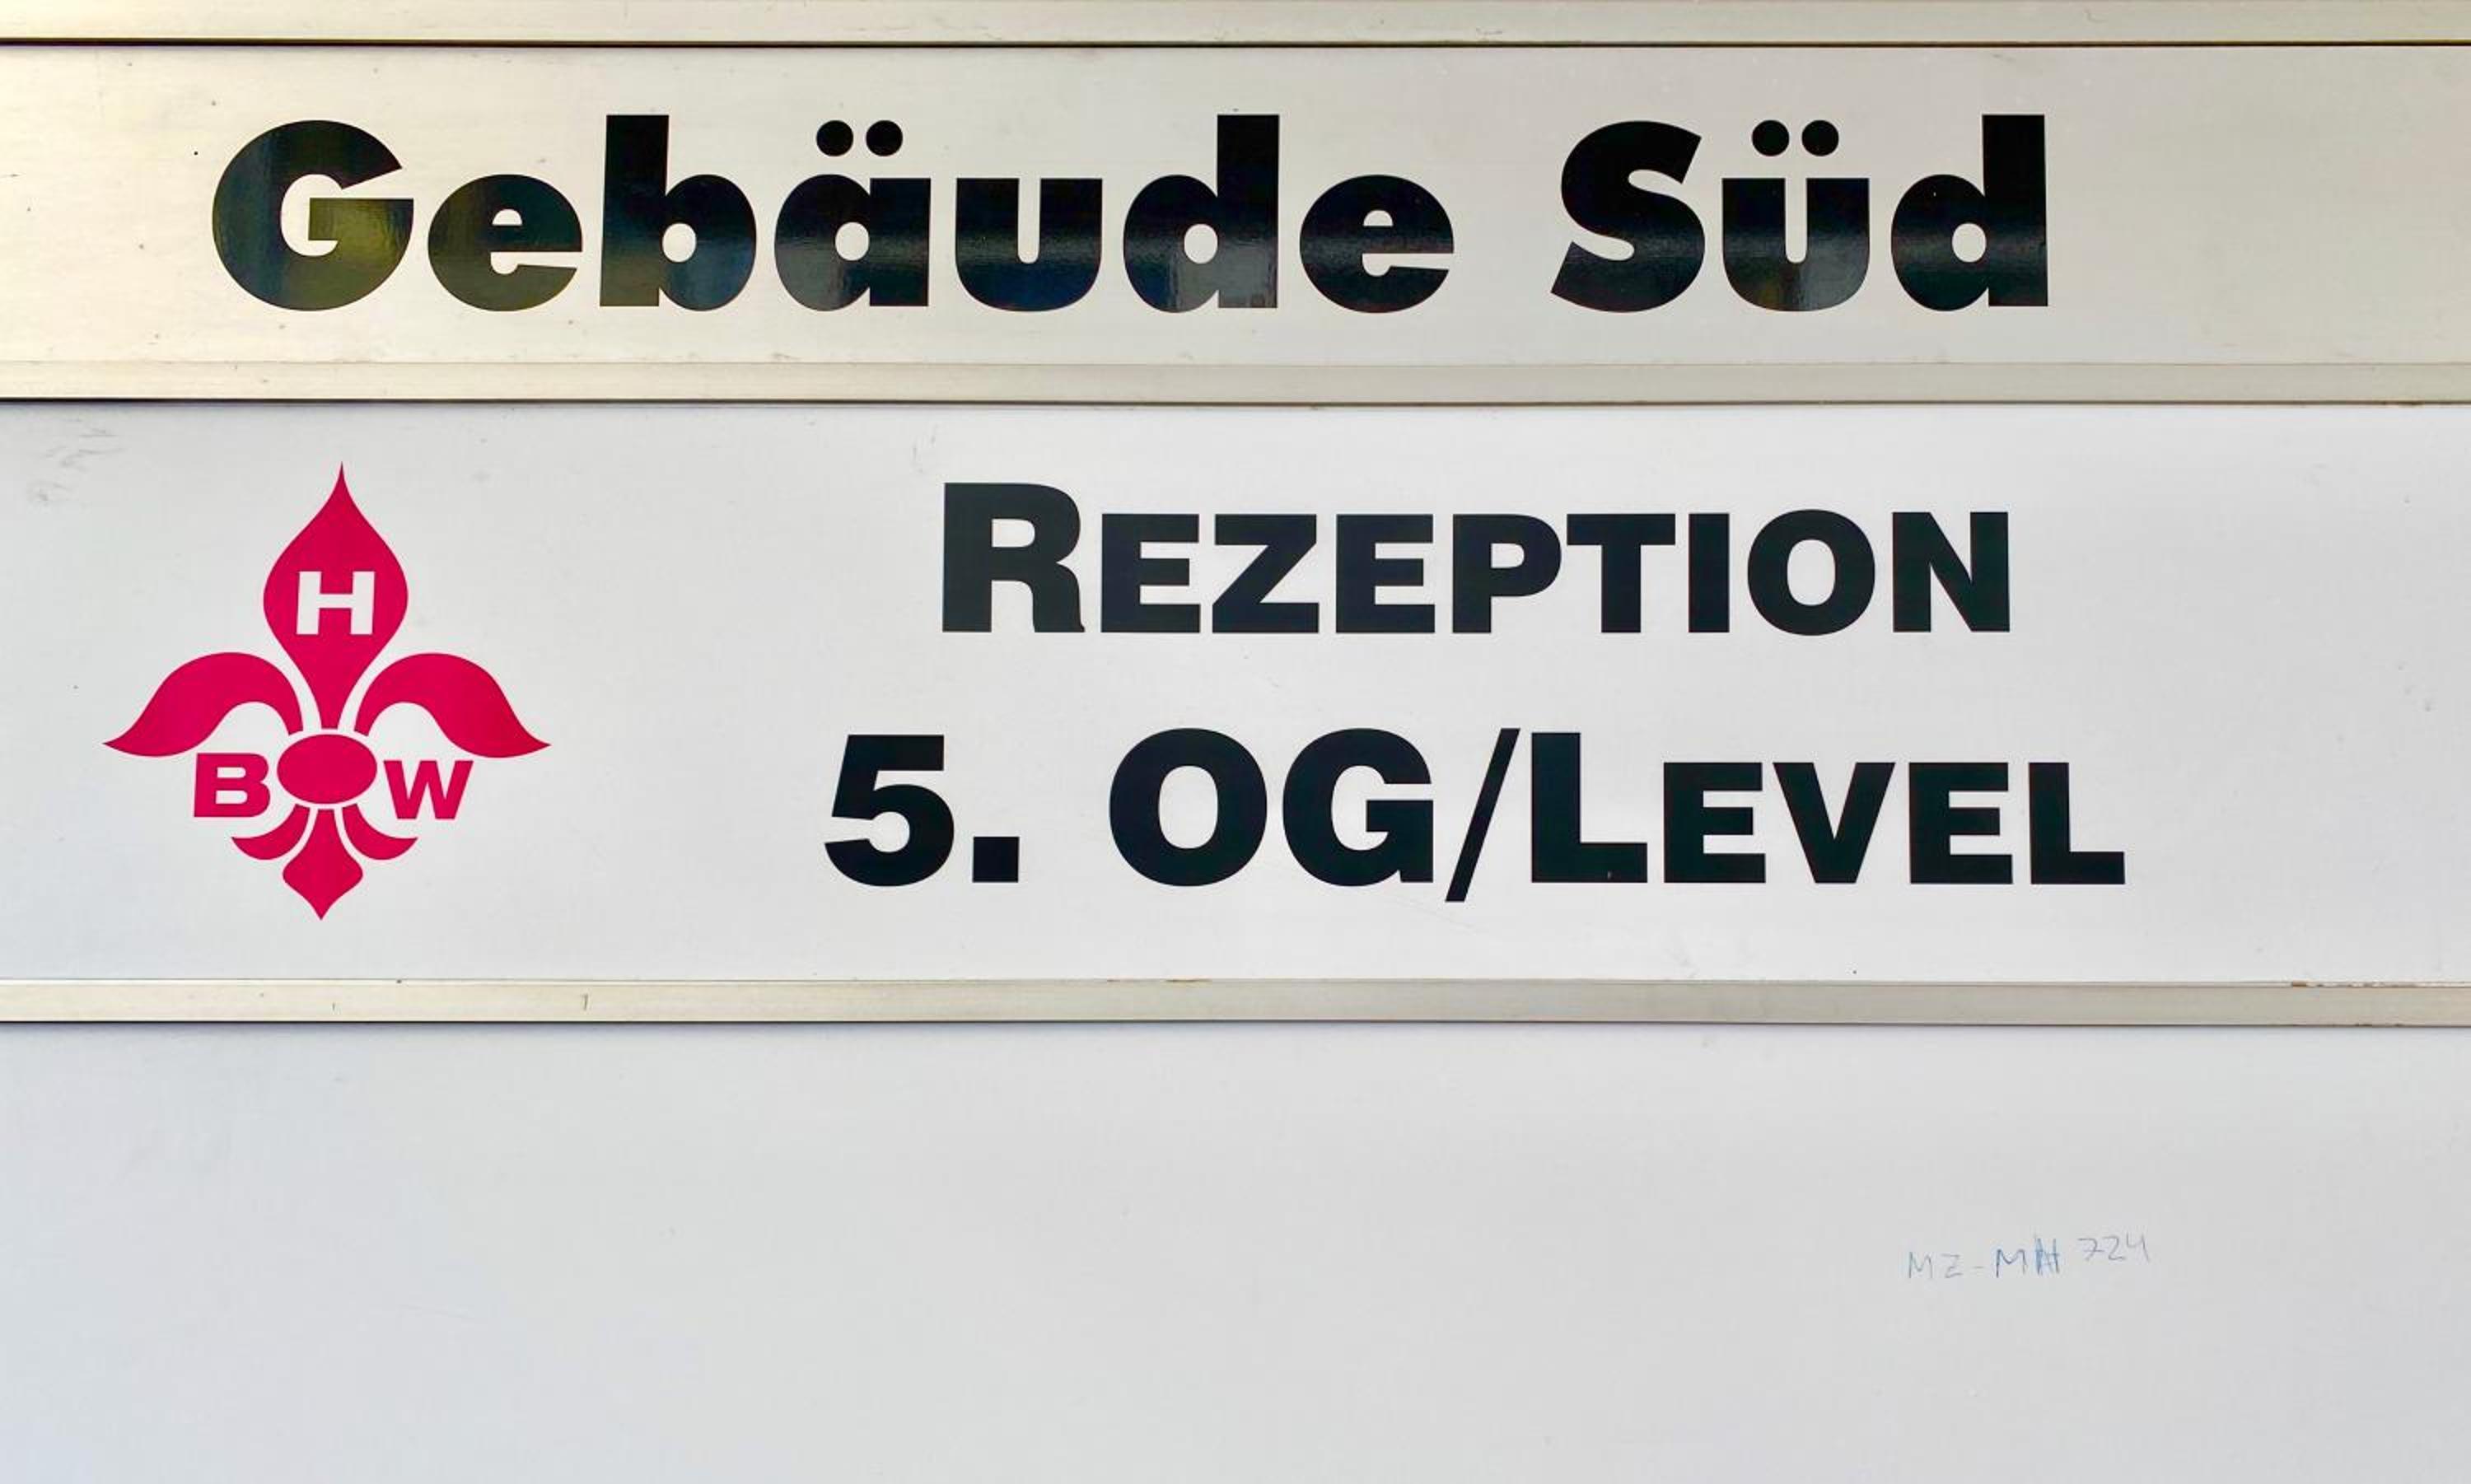 Gebäude Süd
H
B W
REZEPTION
5. OG/LEVEL
MZ-MH 724